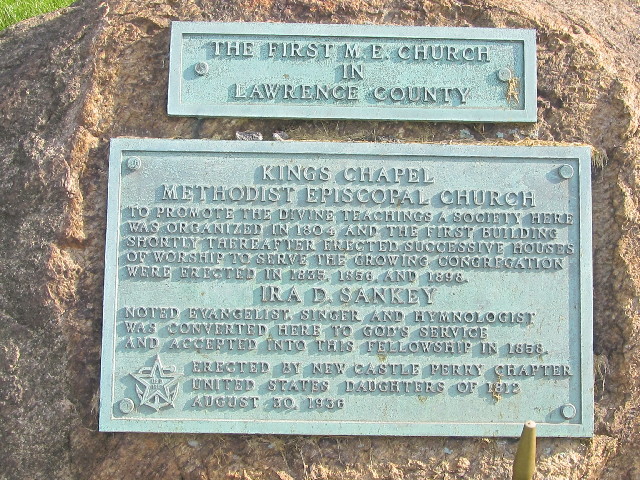 THE FIRST M. E. CHURCH
IN
LAWRENCE COUNTY
KINGS CHAPEL
METHODIST EPISCOPAL CHURCH
TO PROMOTE THE DIVINE TEACHINGS A SOCIETY HERE
WAS ORGANIZED IN 1804 AND THE FIRST BUILDING
SHORTLY THEREAFTER ERECTED SUCCESSIVE HOUSES
OF WORSHIP TO SERVE THE GROWING CONGREGATION
WERE ERECTED IN 1835, 1856, AND 1898.
IRA D. SANKEY
NOTED EVANGELIST, SINGER AND HYMNOLOGIST
WAS CONVERTED HERE TO GOD'S SERVICE
AND ACCEPTED INTO THIS FELLOWSHIP IN 1858.
ERECTED BY NEW CASTLE PERRY CHAPTER
UNITED STATES DAUGHTERS OF 1812
AUGUST 30, 1936